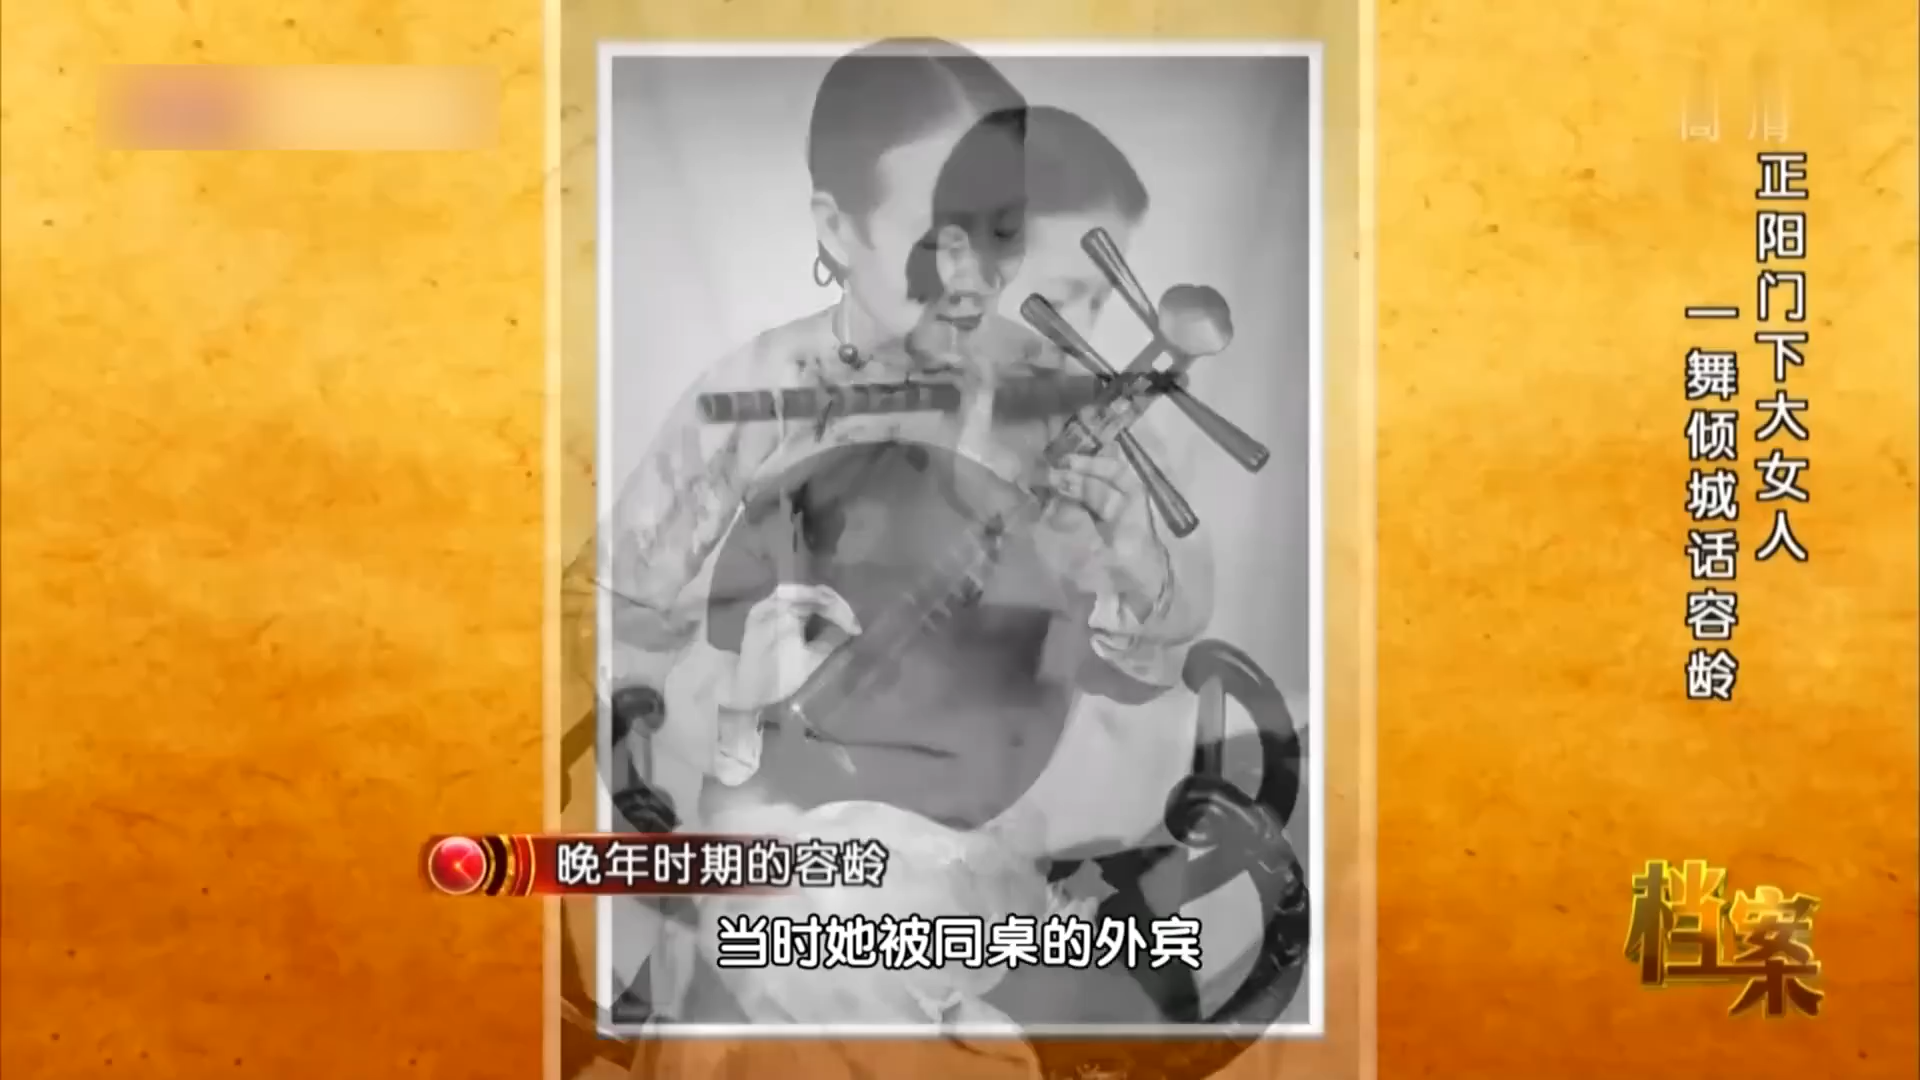 正阳门下大女人
一舞倾城话容龄
晚年时期的容龄
当时她被同桌的外宾
档案